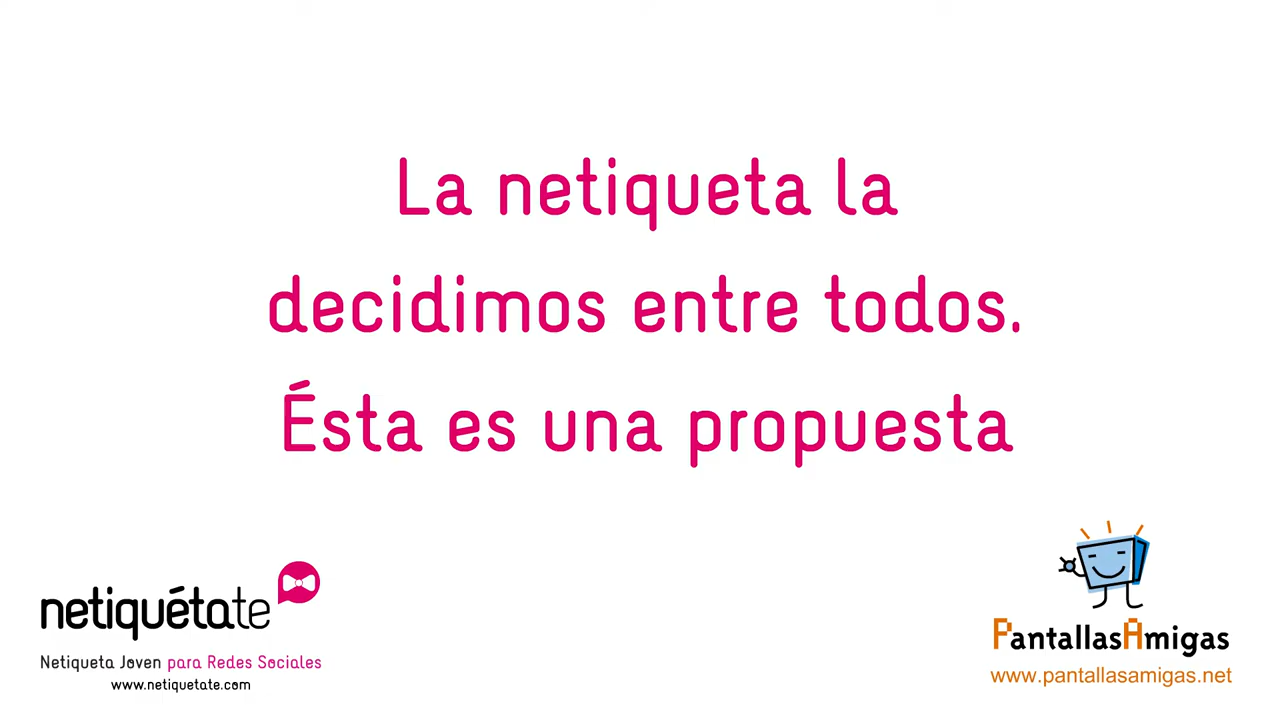 La netiqueta la
decidimos entre todos.
Ésta es una propuesta
netiquétate
Netiqueta Joven para Redes Sociales
www.netiquetate.com
PantallasAmigas
www.pantallasamigas.net